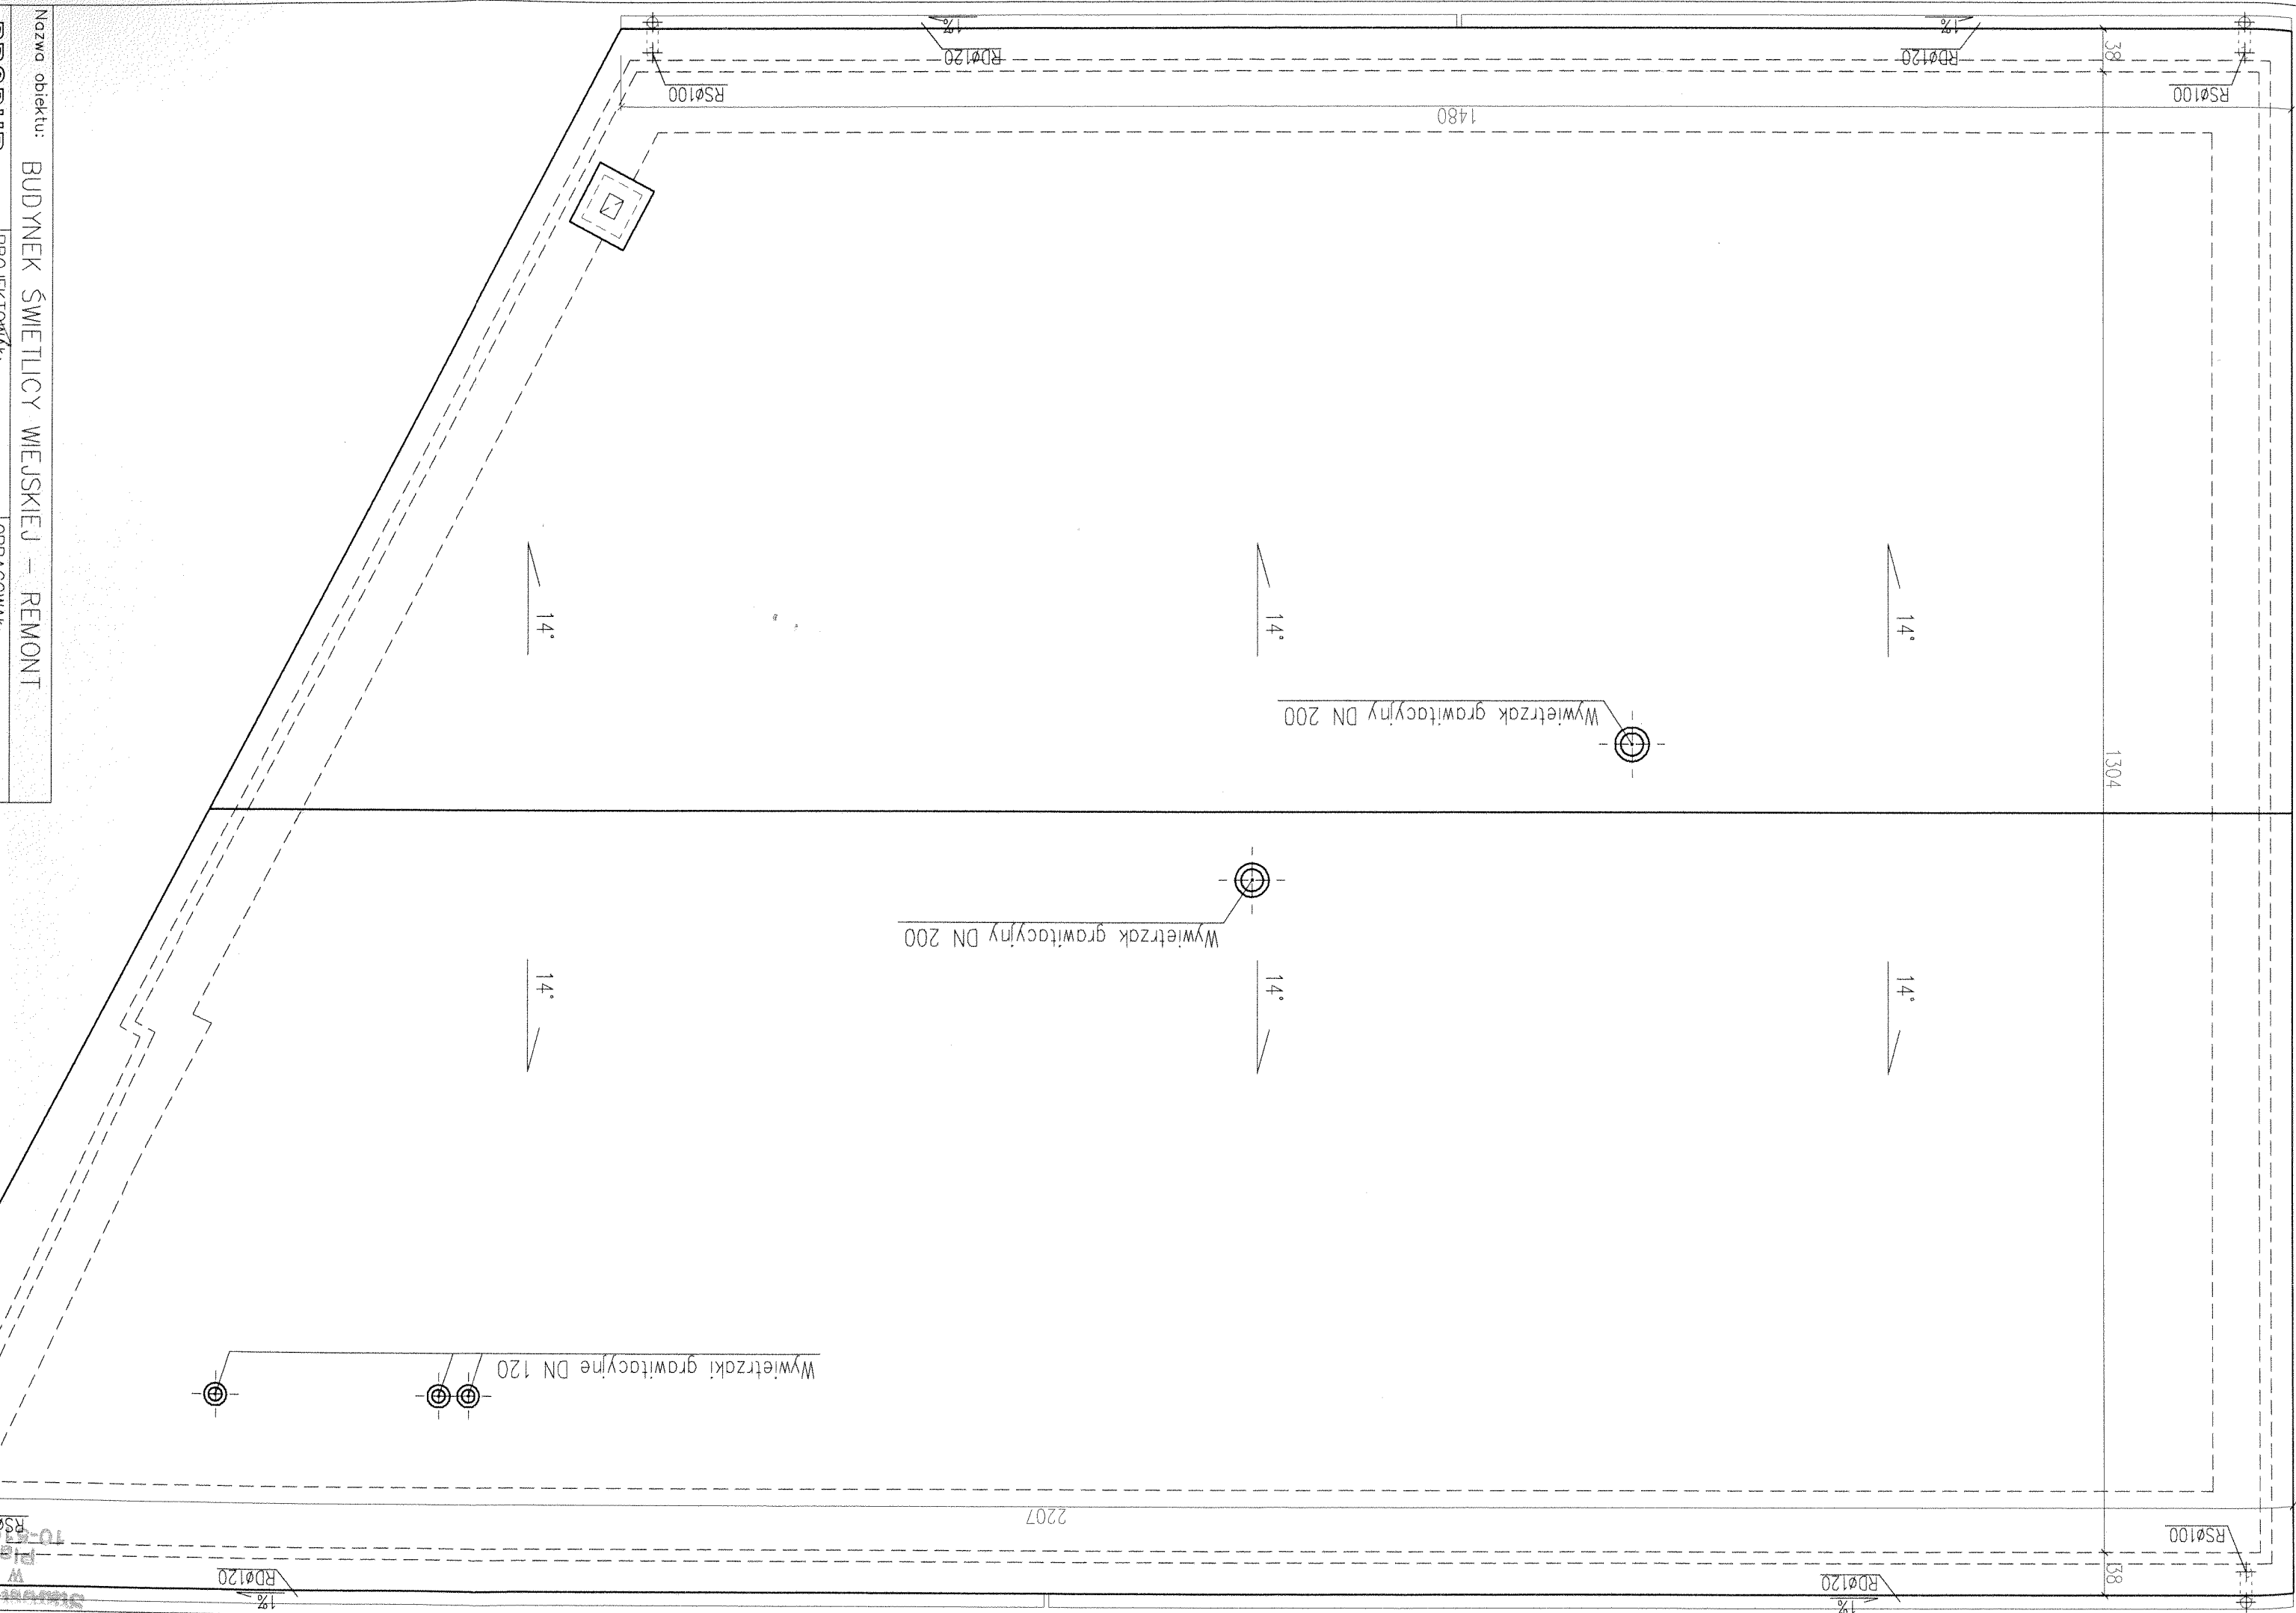 Nazwa obiektu: BUDYNEK ŚWIETLICY WIEJSKIEJ – REMONT
1%
RDø120
RSø100
1480
1%
RDø120
38
RSø100
14°
14°
14°
Wywietrzak grawitacyjny DN 200
1304
Wywietrzak grawitacyjny DN 200
14°
14°
14°
Wywietrzaki grawitacyjne DN 120
2207
RSø100
38
RDø120
1%
RDø120
1%
W